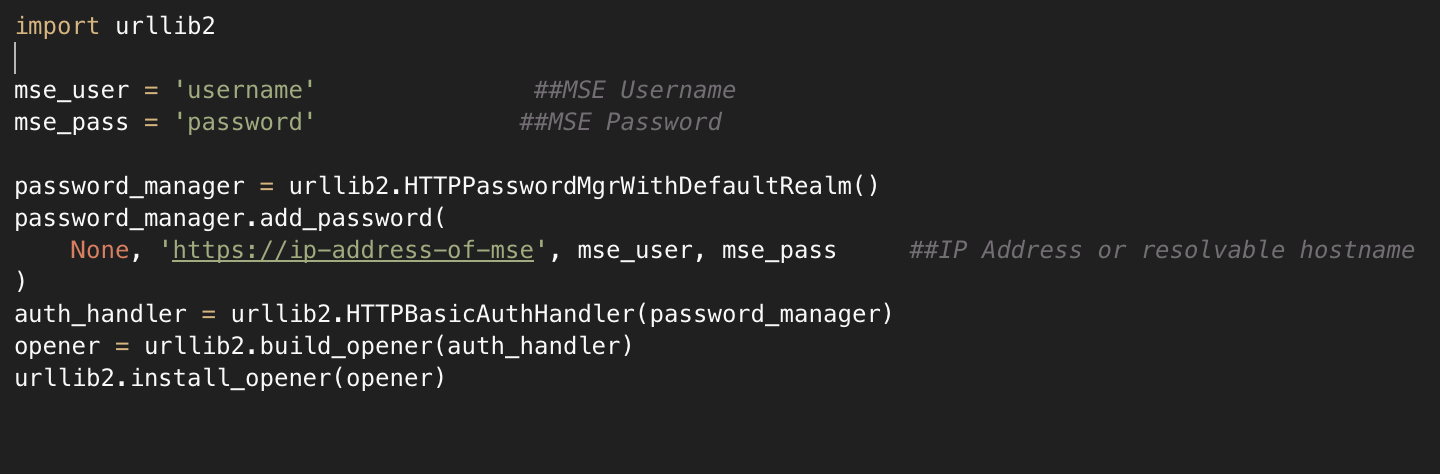 import urllib2
mse_user = 'username' ##MSE Username
mse_pass = 'password' ##MSE Password
password_manager = urllib2.HTTPPasswordMgrWithDefaultRealm()
password_manager.add_password(
None, 'https://ip-address-of-mse', mse_user, mse_pass ##IP Address or resolvable hostname
)
auth_handler = urllib2.HTTPBasicAuthHandler(password_manager)
opener = urllib2.build_opener(auth_handler)
urllib2.install_opener(opener)